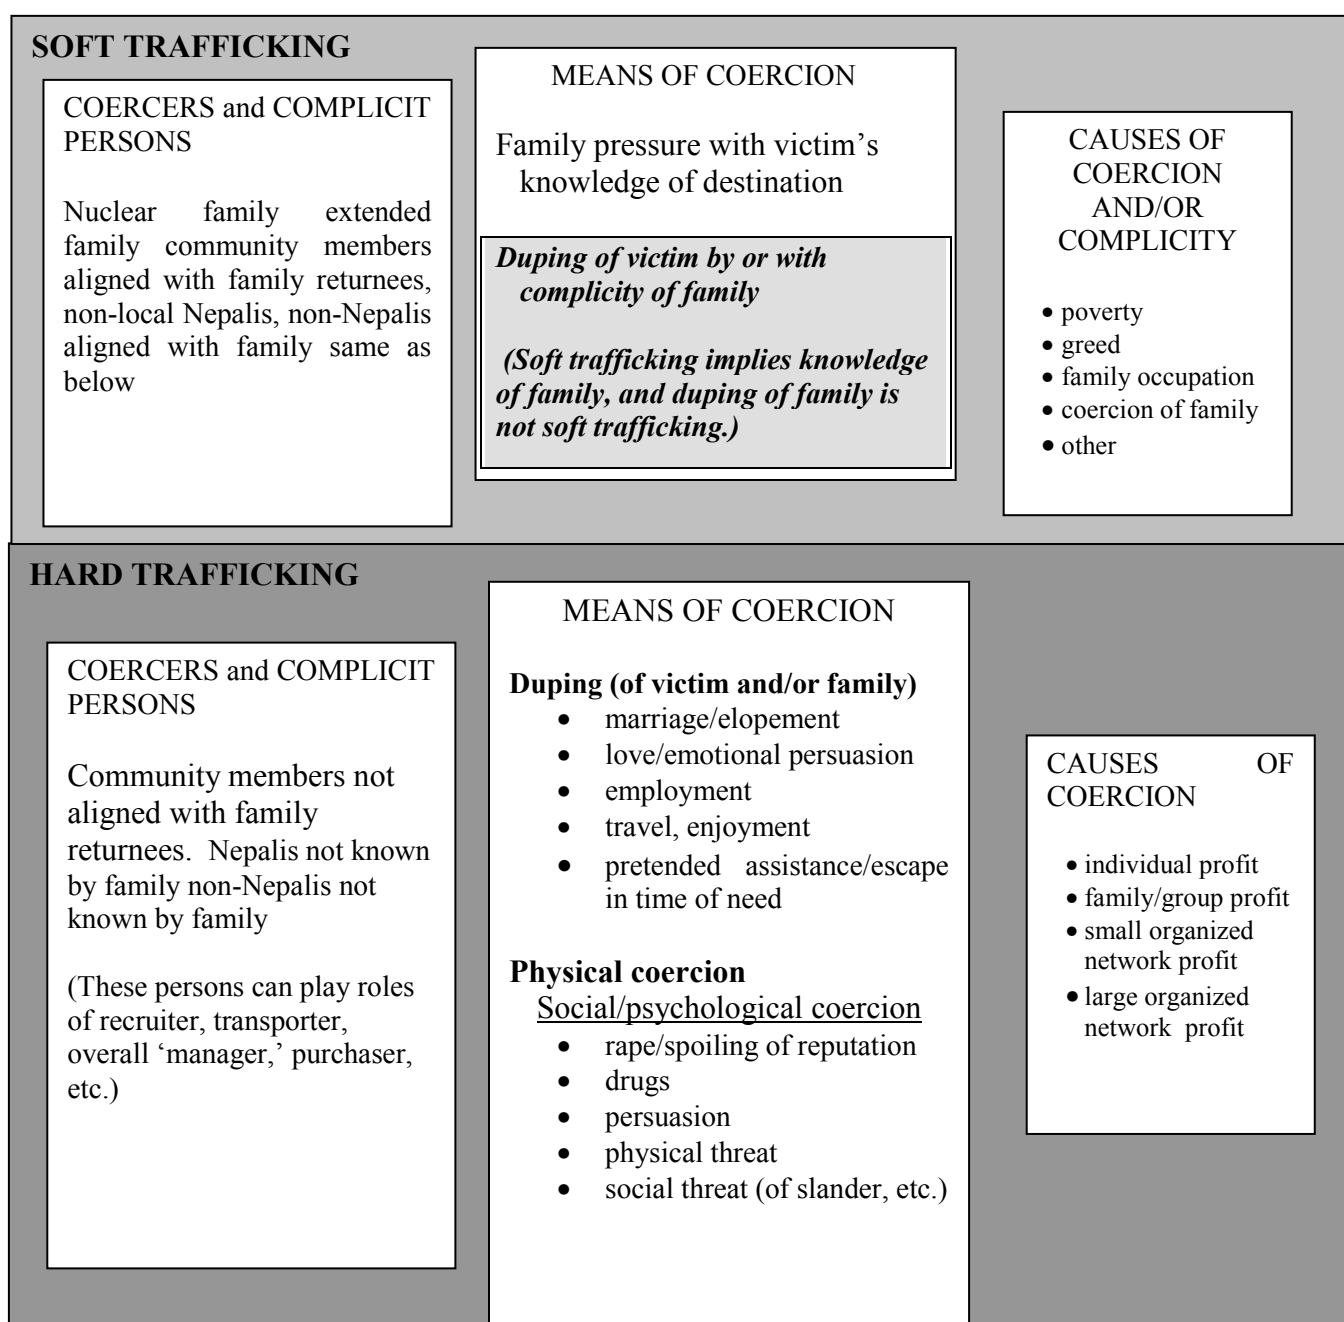 SOFT TRAFFICKING
COERCERS and COMPLICIT
PERSONS
Nuclear family extended
family community members
aligned with family returnees,
non-local Nepalis, non-Nepalis
aligned with family same as
below
MEANS OF COERCION
Family pressure with victim’s
knowledge of destination
Duping of victim by or with
complicity of family
(Soft trafficking implies knowledge
of family, and duping of family is
not soft trafficking.)
CAUSES OF
COERCION
AND/OR
COMPLICITY
• poverty
• greed
• family occupation
• coercion of family
• other
HARD TRAFFICKING
COERCERS and COMPLICIT
PERSONS
Community members not
aligned with family
returnees. Nepalis not known
by family non-Nepalis not
known by family
(These persons can play roles
of recruiter, transporter,
overall ‘manager,’ purchaser,
etc.)
MEANS OF COERCION
Duping (of victim and/or family)
• marriage/elopement
• love/emotional persuasion
• employment
• travel, enjoyment
• pretended assistance/escape
in time of need
Physical coercion
Social/psychological coercion
• rape/spoiling of reputation
• drugs
• persuasion
• physical threat
• social threat (of slander, etc.)
CAUSES OF
COERCION
• individual profit
• family/group profit
• small organized
network profit
• large organized
network profit